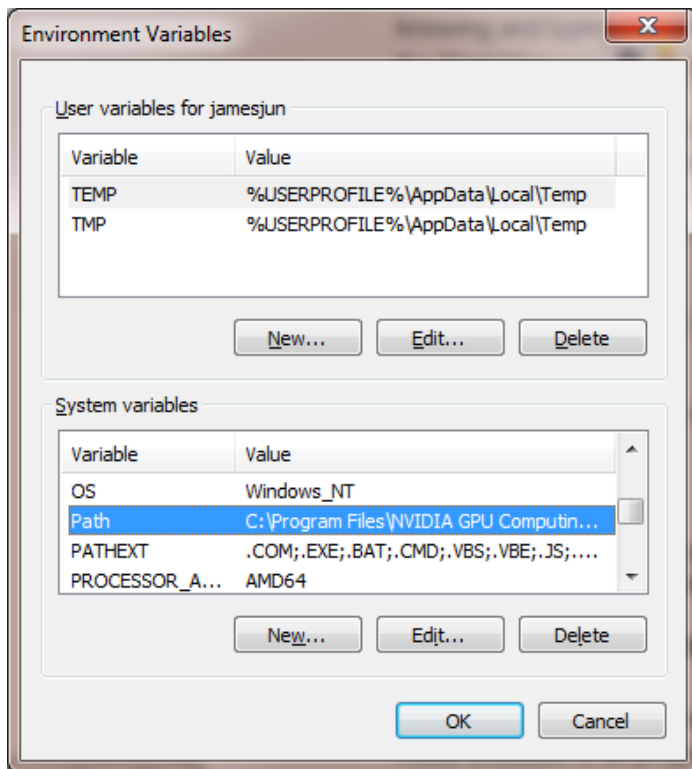 Environment Variables
User variables for jamesjun
Variable Value
TEMP %USERPROFILE%\AppData\Local\Temp
TMP %USERPROFILE%\AppData\Local\Temp
New... Edit... Delete
System variables
Variable Value
OS Windows_NT
Path C:\Program Files\NVIDIA GPU Computin...
PATHEXT .COM;.EXE;.BAT;.CMD;.VBS;.VBE;.JS;....
PROCESSOR_A... AMD64
New... Edit... Delete
OK Cancel